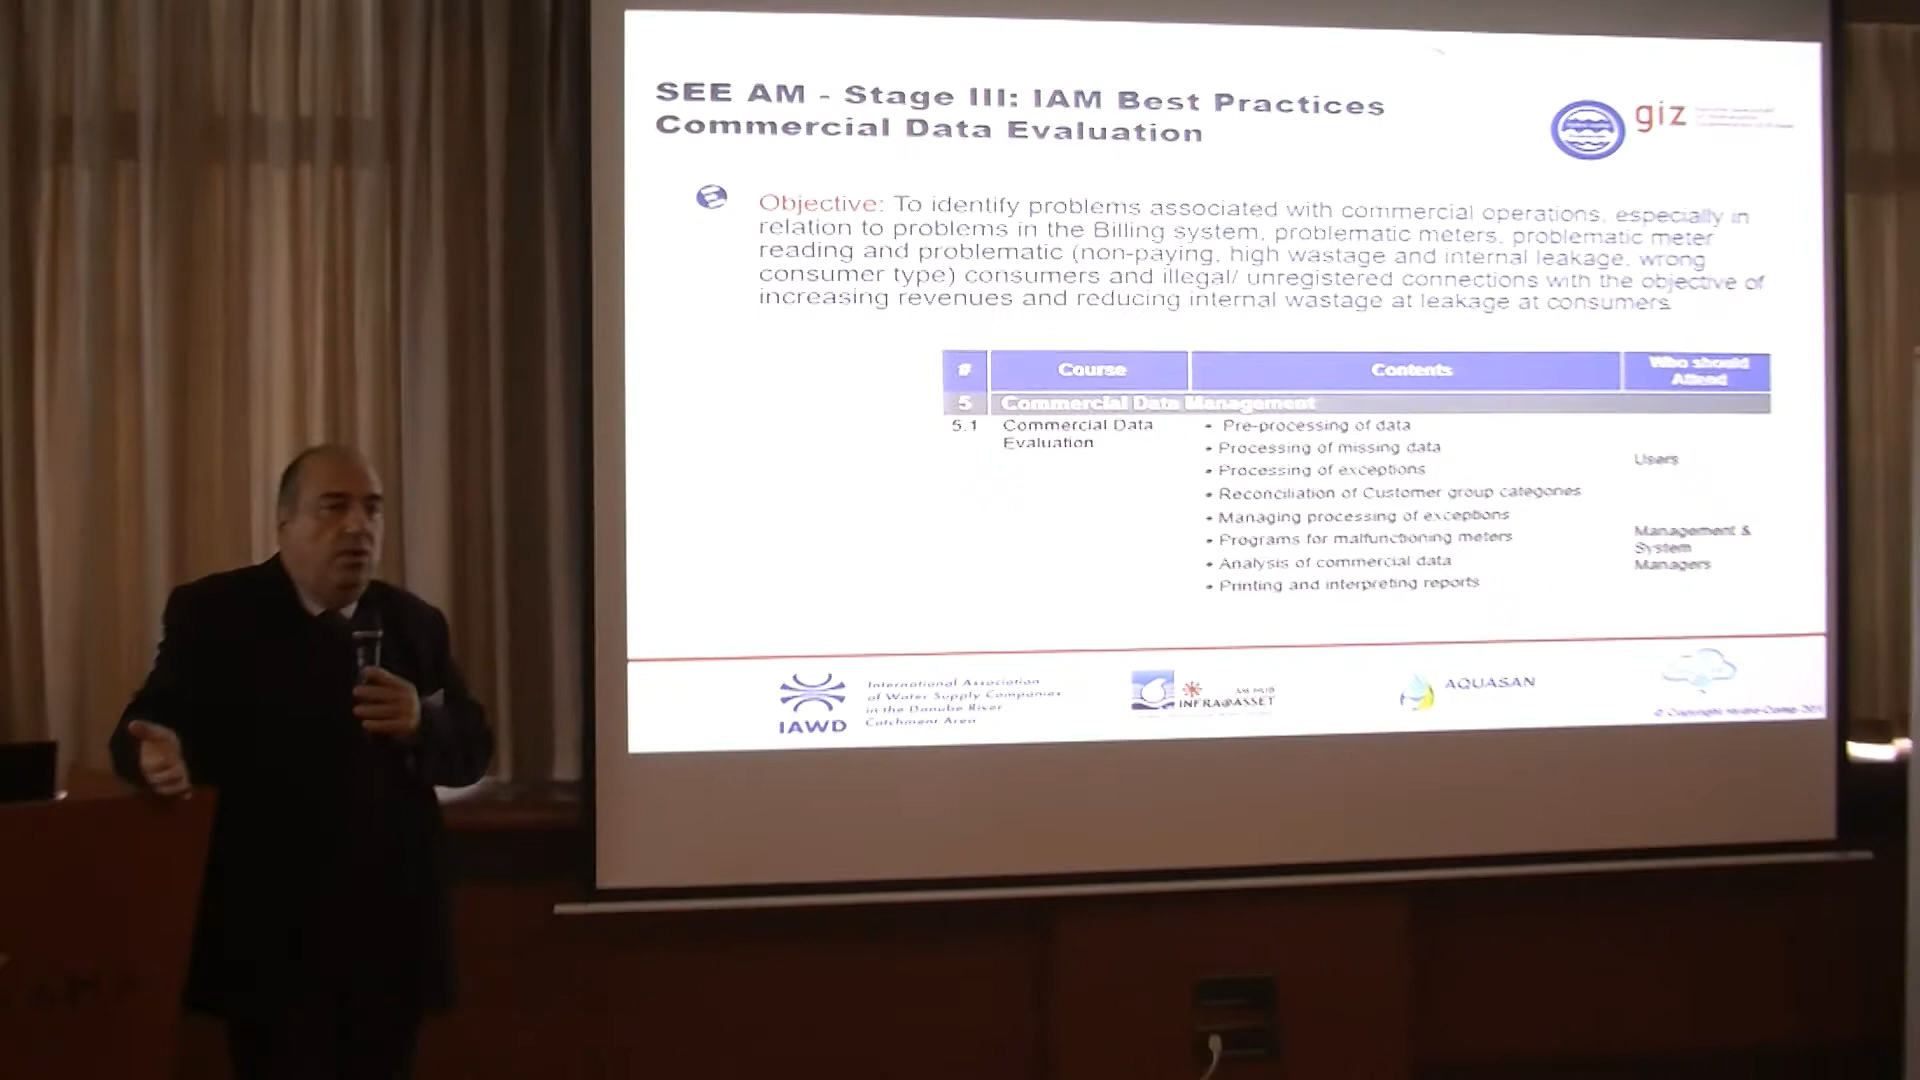 SEE AM - Stage III: IAM Best Practices
Commercial Data Evaluation
giz
Objective: To identify problems associated with commercial operations, especially in
relation to problems in the Billing system, problematic meters, problematic meter
reading and problematic (non-paying, high wastage and internal leakage, wrong
consumer type) consumers and illegal/ unregistered connections with the objective of
increasing revenues and reducing internal wastage at leakage at consumers
# Course Contents Who should
Attend
5 Commercial Data Management
5.1 Commercial Data
Evaluation
• Pre-processing of data
• Processing of missing data
• Processing of exceptions
• Reconciliation of Customer group categories
• Managing processing of exceptions
• Programs for malfunctioning meters
• Analysis of commercial data
• Printing and interpreting reports
Users
Management &
System
Managers
IAWD
International Association
of Water Supply Companies
in the Danube River
Catchment Area
AM HUB
INFRA@ASSET
AQUASAN
© Copyright